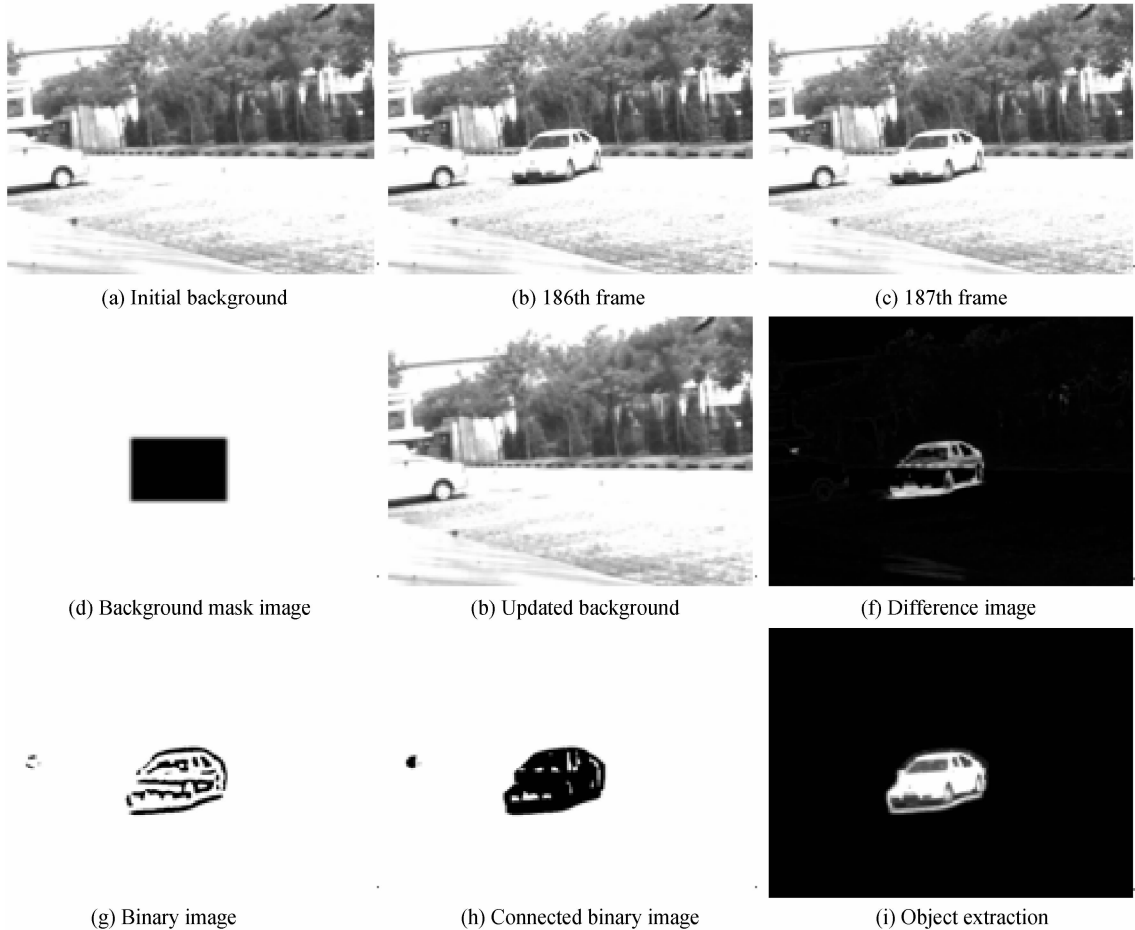 (a) Initial background
(b) 186th frame
(c) 187th frame
(d) Background mask image
(b) Updated background
(f) Difference image
(g) Binary image
(h) Connected binary image
(i) Object extraction